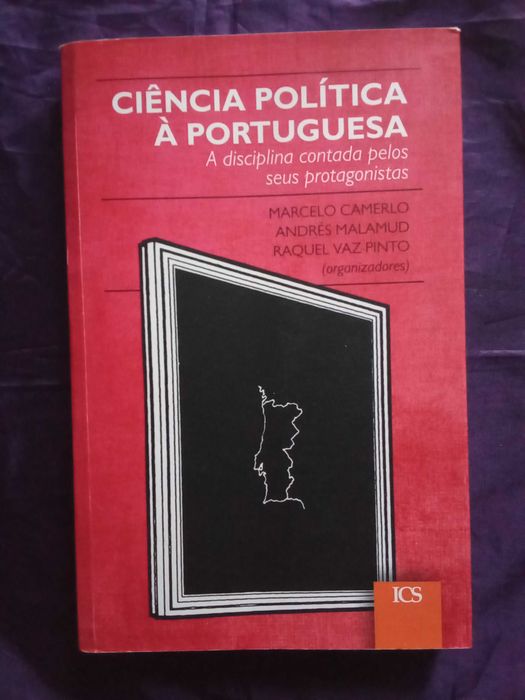 CIÊNCIA POLÍTICA
À PORTUGUESA
A disciplina contada pelos
seus protagonistas
MARCELO CAMERLO
ANDRÉS MALAMUD
RAQUEL VAZ PINTO
(organizadores)
ICS